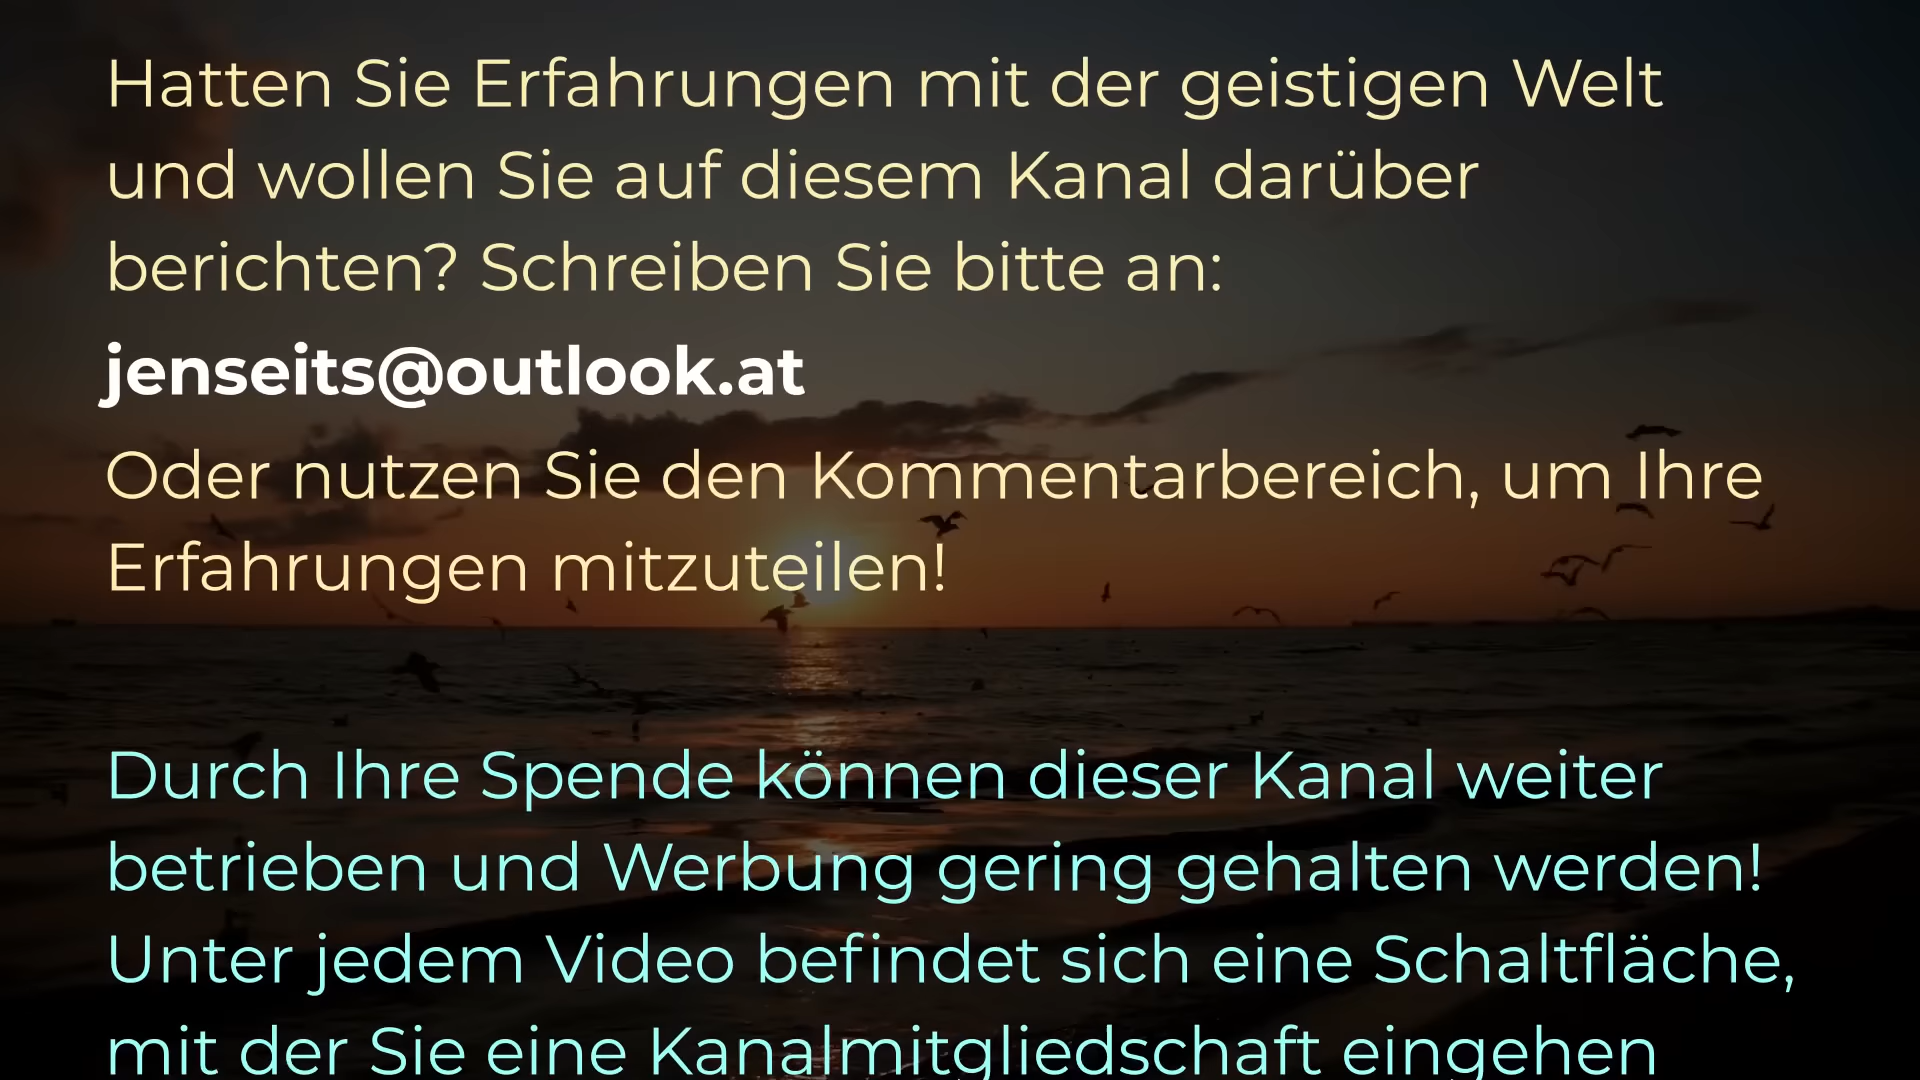 Hatten Sie Erfahrungen mit der geistigen Welt
und wollen Sie auf diesem Kanal darüber
berichten? Schreiben Sie bitte an:
jenseits@outlook.at
Oder nutzen Sie den Kommentarbereich, um Ihre
Erfahrungen mitzuteilen!
Durch Ihre Spende können dieser Kanal weiter
betrieben und Werbung gering gehalten werden!
Unter jedem Video befindet sich eine Schaltfläche,
mit der Sie eine Kanalmitgliedschaft eingehen